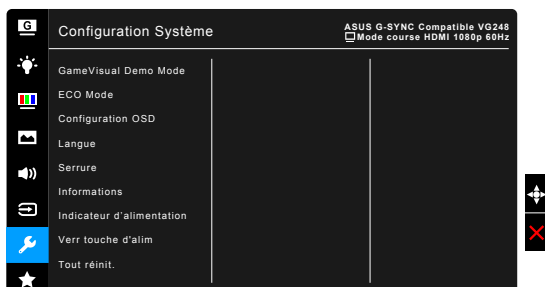 G
Configuration Système
ASUS G-SYNC Compatible VG248
Mode course HDMI 1080p 60Hz
GameVisual Demo Mode
ECO Mode
Configuration OSD
Langue
Serrure
Informations
Indicateur d'alimentation
Verr touche d'alim
Tout réinit.